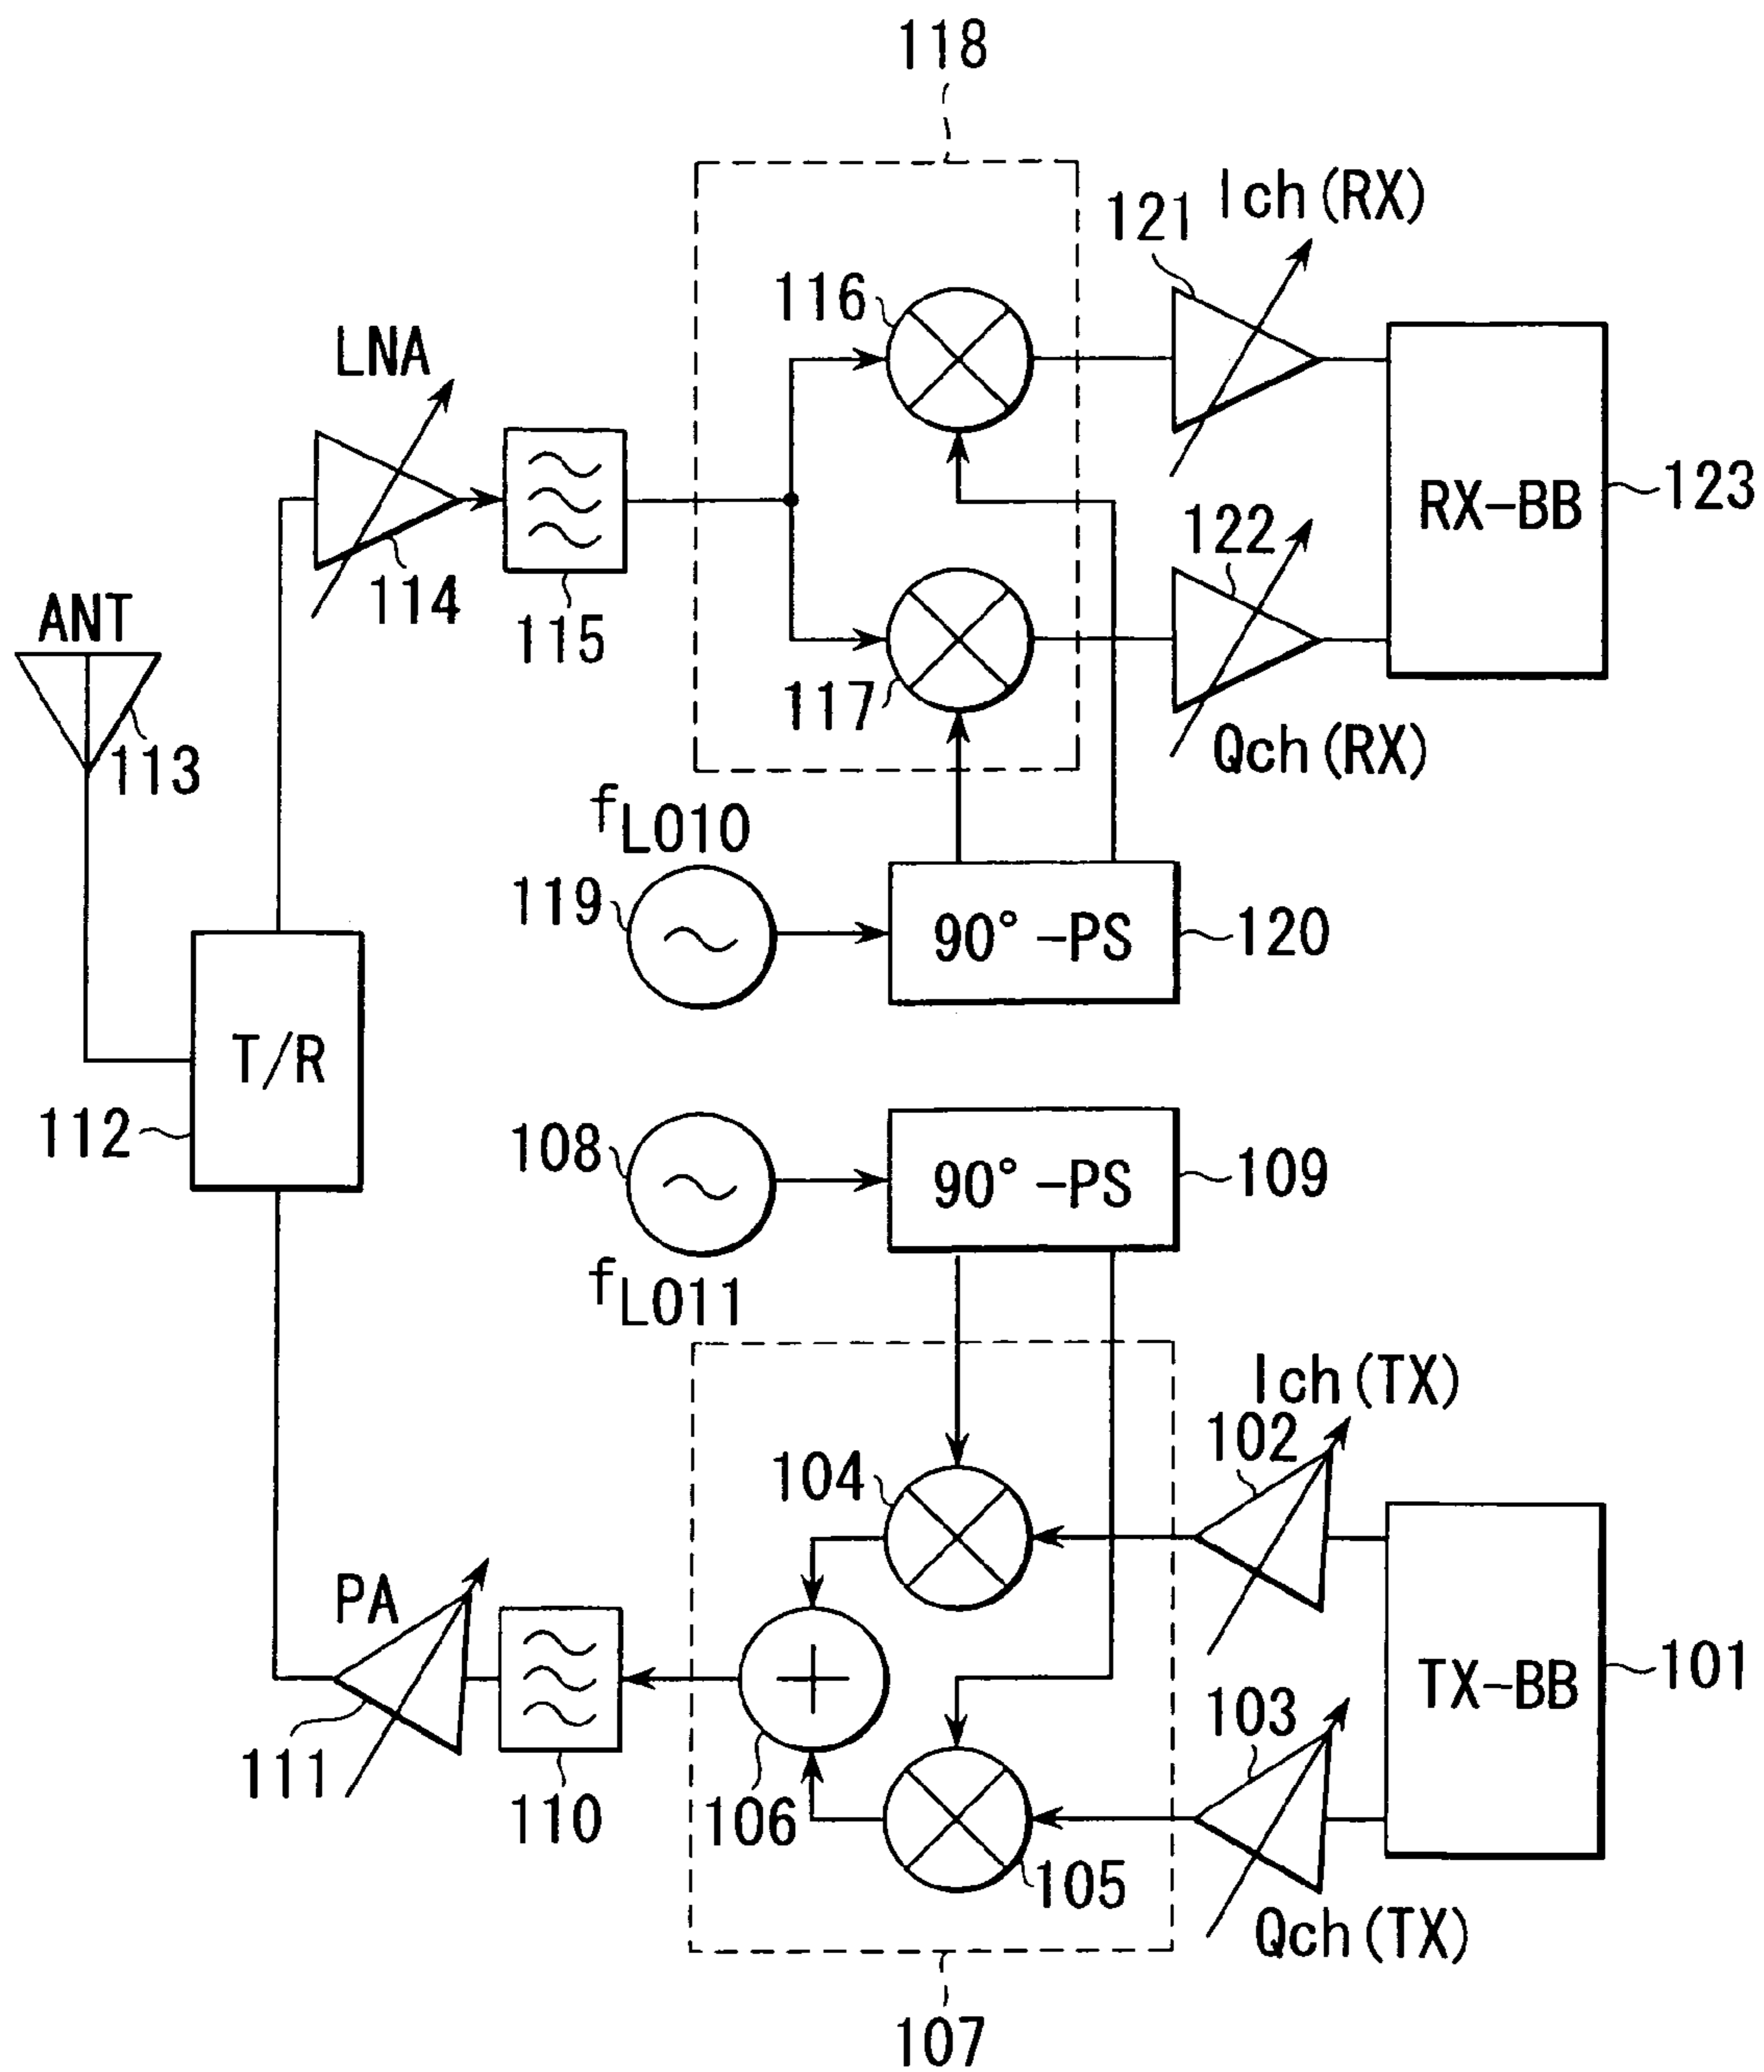 118
Ich (RX)
121
116
LNA
RX-BB
123
122
114
115
ANT
117
Qch (RX)
113
fLO10
119
90° -PS
120
T/R
112
108
90° -PS
109
fLO11
Ich (TX)
102
104
PA
TX-BB
101
103
111
110
106
105
Qch (TX)
107